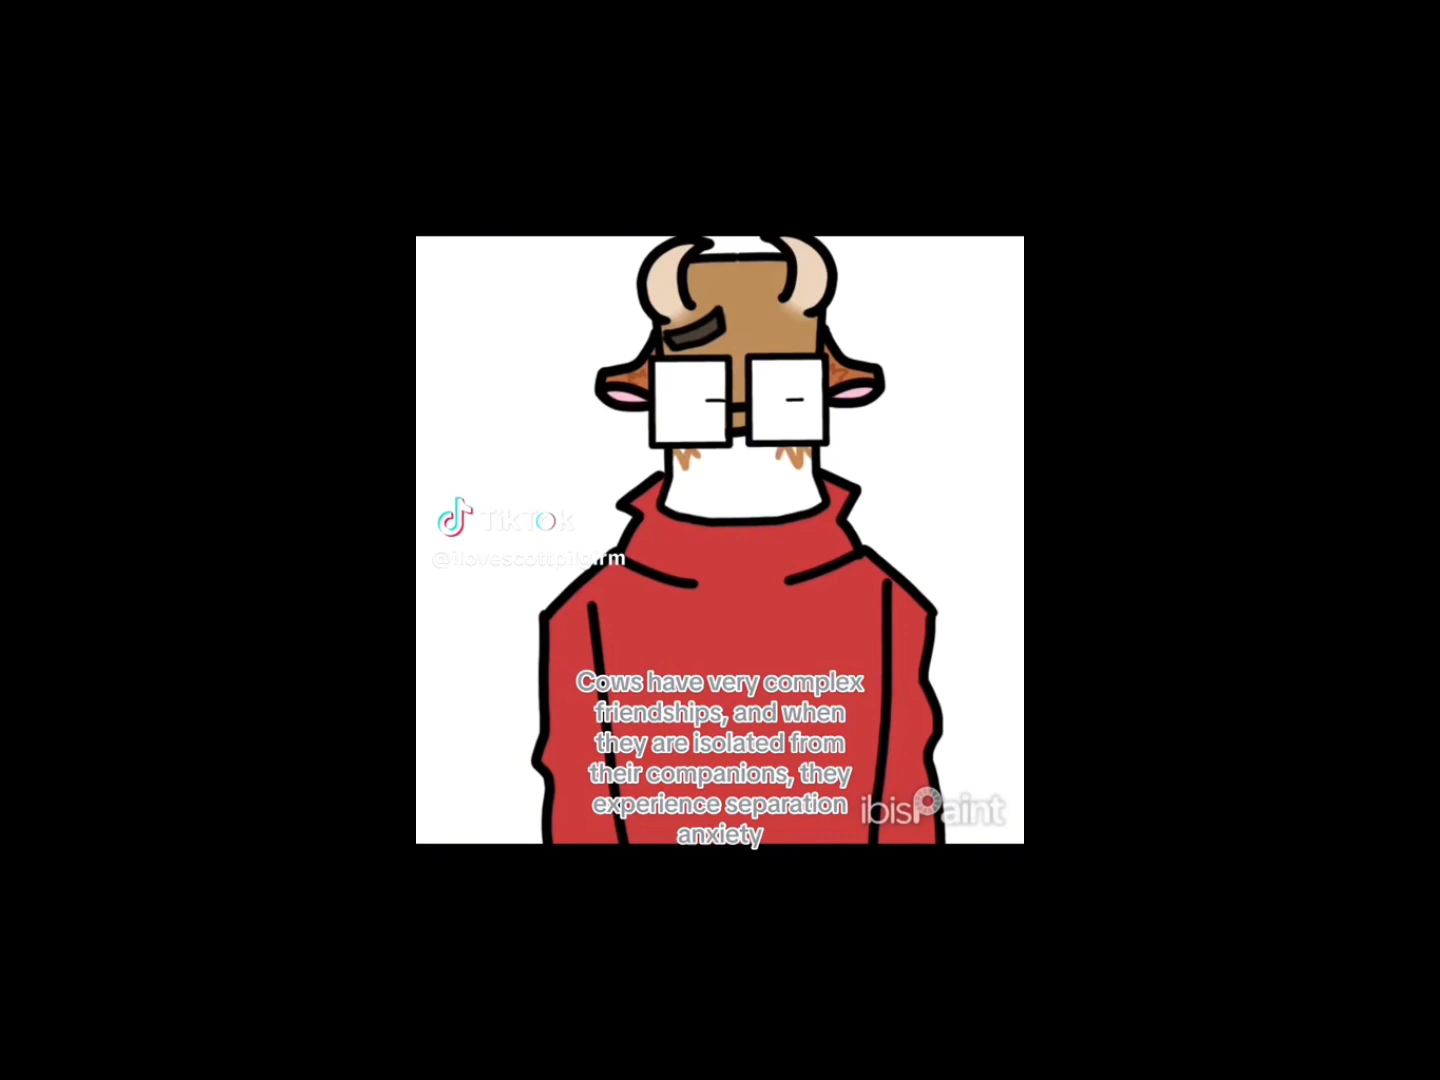 TikTok
@ilovescottpilgirm
Cows have very complex
friendships, and when
they are isolated from
their companions, they
experience separation
anxiety
ibisPaint